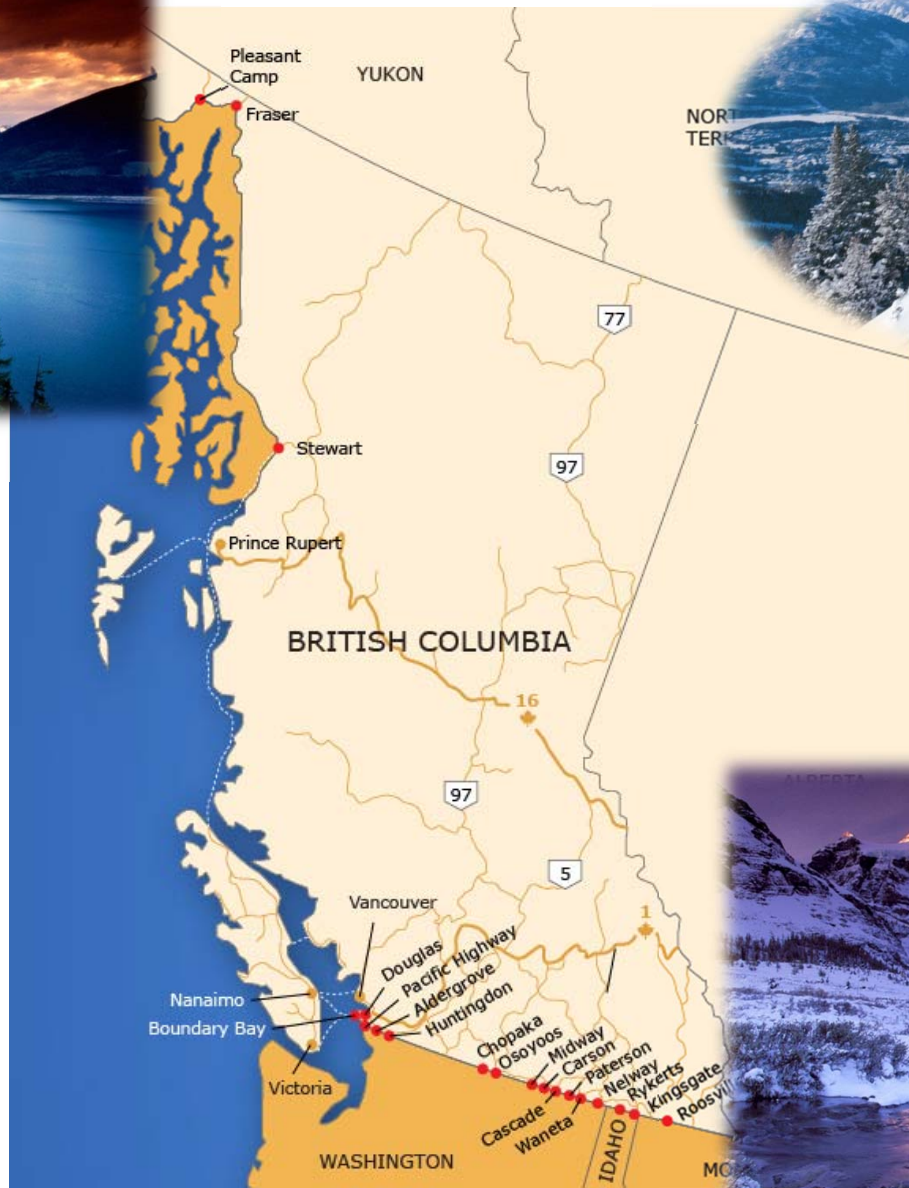 Pleasant
Camp
YUKON
Fraser
NORT
TERR
77
Stewart
97
Prince Rupert
BRITISH COLUMBIA
16
97
ALBERTA
5
Vancouver
1
Douglas
Pacific Highway
Aldergrove
Huntingdon
Nanaimo
Boundary Bay
Victoria
Chopaka
Osoyoos
Midway
Carson
Cascade
Paterson
Waneta
Nelway
Rykerts
Kingsgate
Roosvil
WASHINGTON
IDAHO
MO